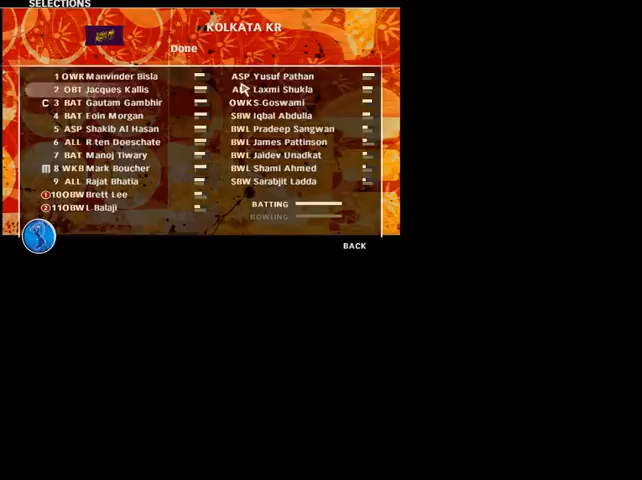 SELECTIONS
KOLKATA KR
Done
1 OWK Manvinder Bisla
2 OBT Jacques Kallis
C 3 BAT Gautam Gambhir
4 BAT Eoin Morgan
5 ASP Shakib Al Hasan
6 ALL R.ten Doeschate
7 BAT Manoj Tiwary
8 WKB Mark Boucher
9 ALL Rajat Bhatia
1 10 OBW Brett Lee
2 11 OBW L.Balaji
ASP Yusuf Pathan
Laxmi Shukla
OWK S.Goswami
SBW Iqbal Abdulla
BWL Pradeep Sangwan
BWL James Pattinson
BWL Jaidev Unadkat
BWL Shami Ahmed
SBW Sarabjit Ladda
BATTING
BOWLING
BACK